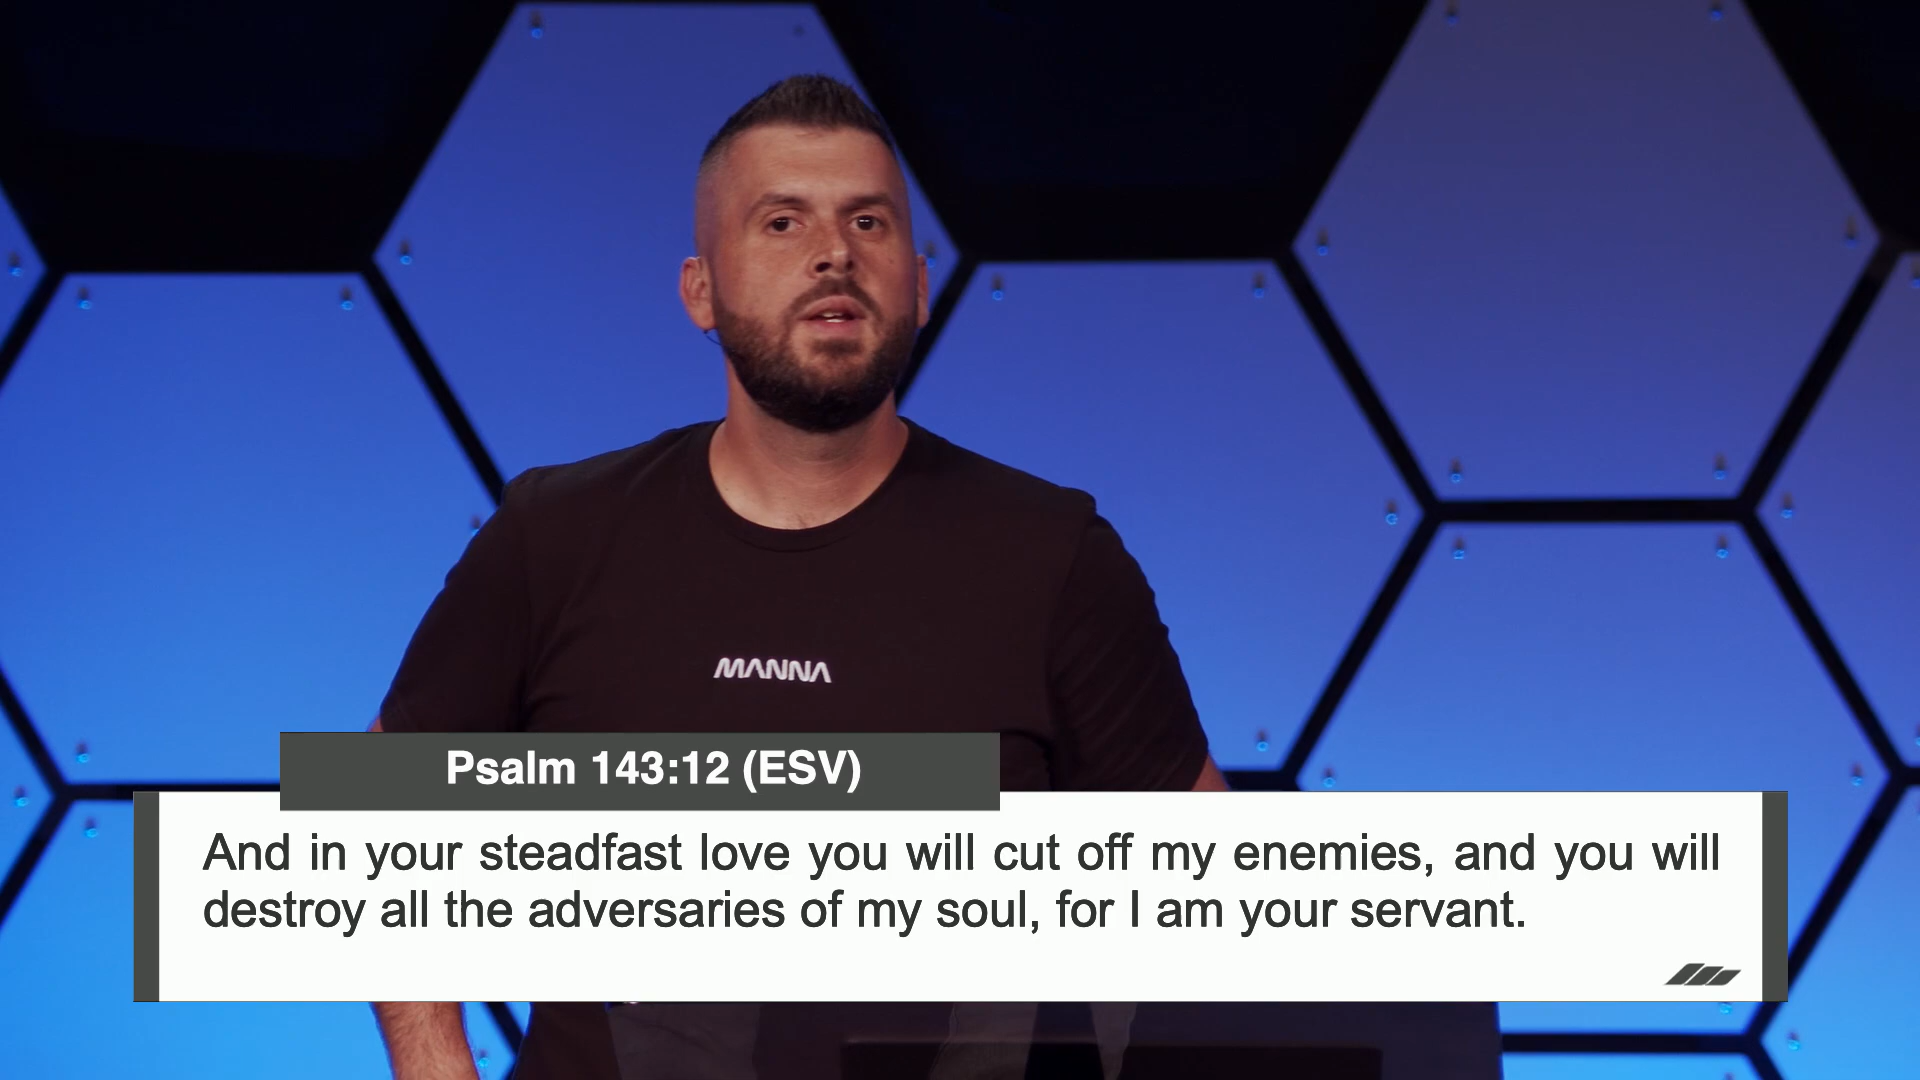 MANNA
Psalm 143:12 (ESV)
And in your steadfast love you will cut off my enemies, and you will
destroy all the adversaries of my soul, for I am your servant.